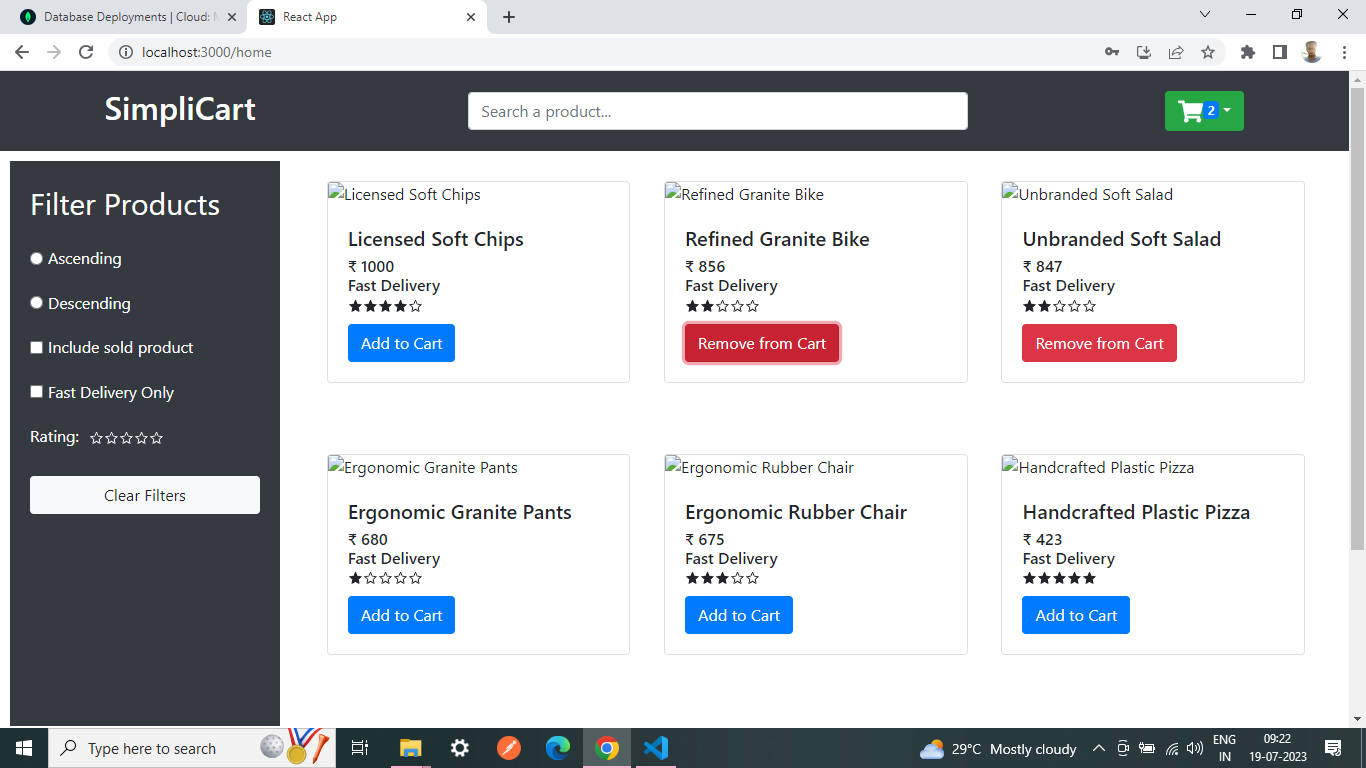 Database Deployments | Cloud: 
React App
localhost:3000/home
SimpliCart
Search a product...
2
Filter Products
Ascending
Descending
Include sold product
Fast Delivery Only
Rating:
Clear Filters
Licensed Soft Chips
Licensed Soft Chips
₹ 1000
Fast Delivery
Add to Cart
Refined Granite Bike
Refined Granite Bike
₹ 856
Fast Delivery
Remove from Cart
Unbranded Soft Salad
Unbranded Soft Salad
₹ 847
Fast Delivery
Remove from Cart
Ergonomic Granite Pants
Ergonomic Granite Pants
₹ 680
Fast Delivery
Add to Cart
Ergonomic Rubber Chair
Ergonomic Rubber Chair
₹ 675
Fast Delivery
Add to Cart
Handcrafted Plastic Pizza
Handcrafted Plastic Pizza
₹ 423
Fast Delivery
Add to Cart
Type here to search
29°C Mostly cloudy
ENG
IN
09:22
19-07-2023